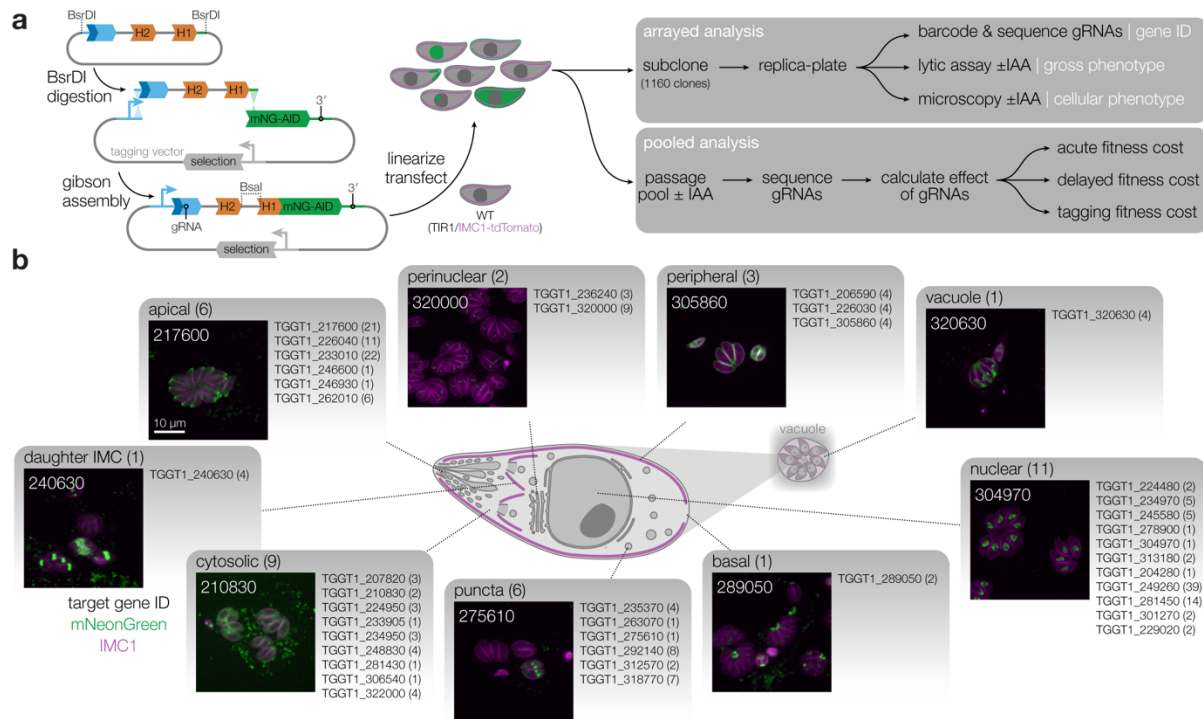 a
BsrDI
BsrDI
H2
H1
BsrDI
digestion
H2
H1
mNG-AID
3′
tagging vector
selection
gibson
assembly
BsaI
H2
H1
mNG-AID
3′
gRNA
selection
linearize
transfect
WT
(TIR1/IMC1-tdTomato)
arrayed analysis
subclone
(1160 clones)
replica-plate
barcode & sequence gRNAs | gene ID
lytic assay ±IAA | gross phenotype
microscopy ±IAA | cellular phenotype
pooled analysis
passage
pool ± IAA
sequence
gRNAs
calculate effect
of gRNAs
acute fitness cost
delayed fitness cost
tagging fitness cost
b
apical (6)
217600
10 µm
TGGT1_217600 (21)
TGGT1_226040 (11)
TGGT1_233010 (22)
TGGT1_246600 (1)
TGGT1_246930 (1)
TGGT1_262010 (6)
perinuclear (2)
320000
TGGT1_236240 (3)
TGGT1_320000 (9)
peripheral (3)
305860
TGGT1_206590 (4)
TGGT1_226030 (4)
TGGT1_305860 (4)
vacuole (1)
320630
TGGT1_320630 (4)
vacuole
daughter IMC (1)
240630
TGGT1_240630 (4)
target gene ID
mNeonGreen
IMC1
cytosolic (9)
210830
TGGT1_207820 (3)
TGGT1_210830 (2)
TGGT1_224950 (3)
TGGT1_233905 (1)
TGGT1_234950 (3)
TGGT1_248830 (4)
TGGT1_281430 (1)
TGGT1_306540 (1)
TGGT1_322000 (4)
puncta (6)
275610
TGGT1_235370 (4)
TGGT1_263070 (1)
TGGT1_275610 (1)
TGGT1_292140 (8)
TGGT1_312570 (2)
TGGT1_318770 (7)
basal (1)
289050
TGGT1_289050 (2)
nuclear (11)
304970
TGGT1_224480 (2)
TGGT1_234970 (5)
TGGT1_245580 (5)
TGGT1_278900 (1)
TGGT1_304970 (1)
TGGT1_313180 (2)
TGGT1_204280 (1)
TGGT1_249260 (39)
TGGT1_281450 (14)
TGGT1_301270 (2)
TGGT1_229020 (2)